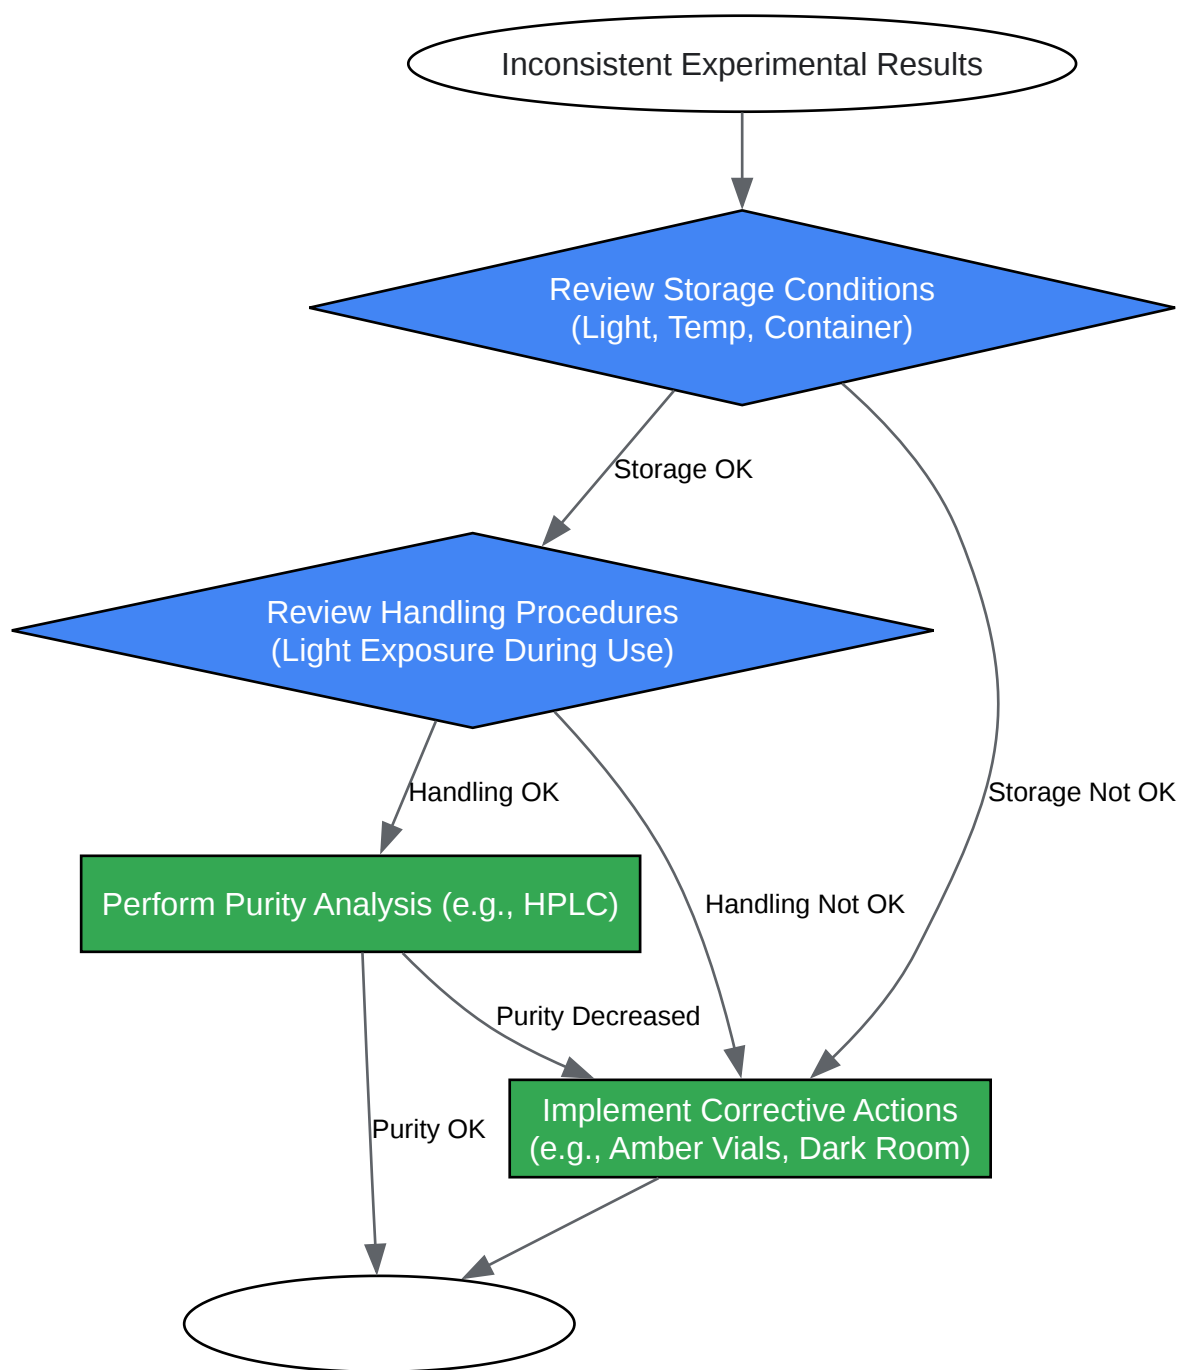 Inconsistent Experimental Results
Review Storage Conditions
(Light, Temp, Container)
Storage OK
Review Handling Procedures
(Light Exposure During Use)
Handling OK
Storage Not OK
Perform Purity Analysis (e.g., HPLC)
Handling Not OK
Purity Decreased
Implement Corrective Actions
(e.g., Amber Vials, Dark Room)
Purity OK